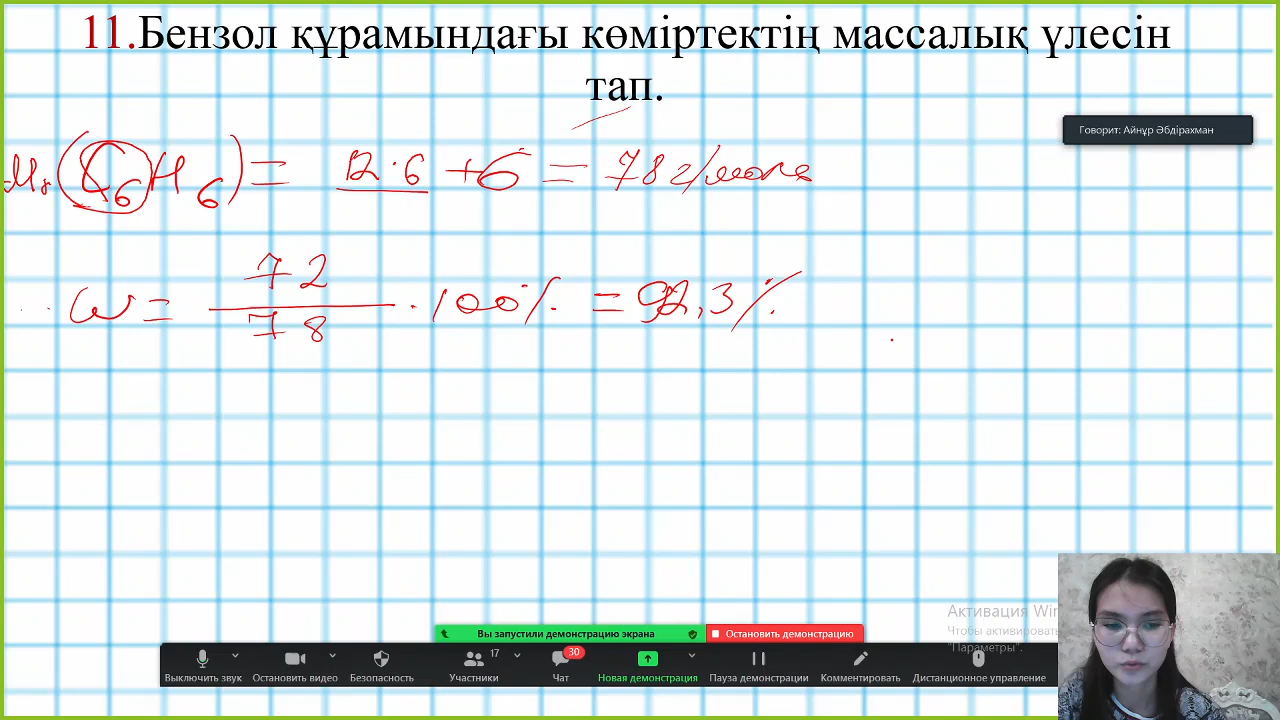 11.Бензол құрамындағы көміртектің массалық үлесін
тап.
Говорит: Айнұр Әбдірахман
Mr(C6H6) = 12·6 + 6 = 78 г/моль
ω = 72/78 · 100% = 92,3%
Активация Win
Чтобы активировать
"Параметры".
Вы запустили демонстрацию экрана
Остановить демонстрацию
30
17
Выключить звук
Остановить видео
Безопасность
Участники
Чат
Новая демонстрация
Пауза демонстрации
Комментировать
Дистанционное управление